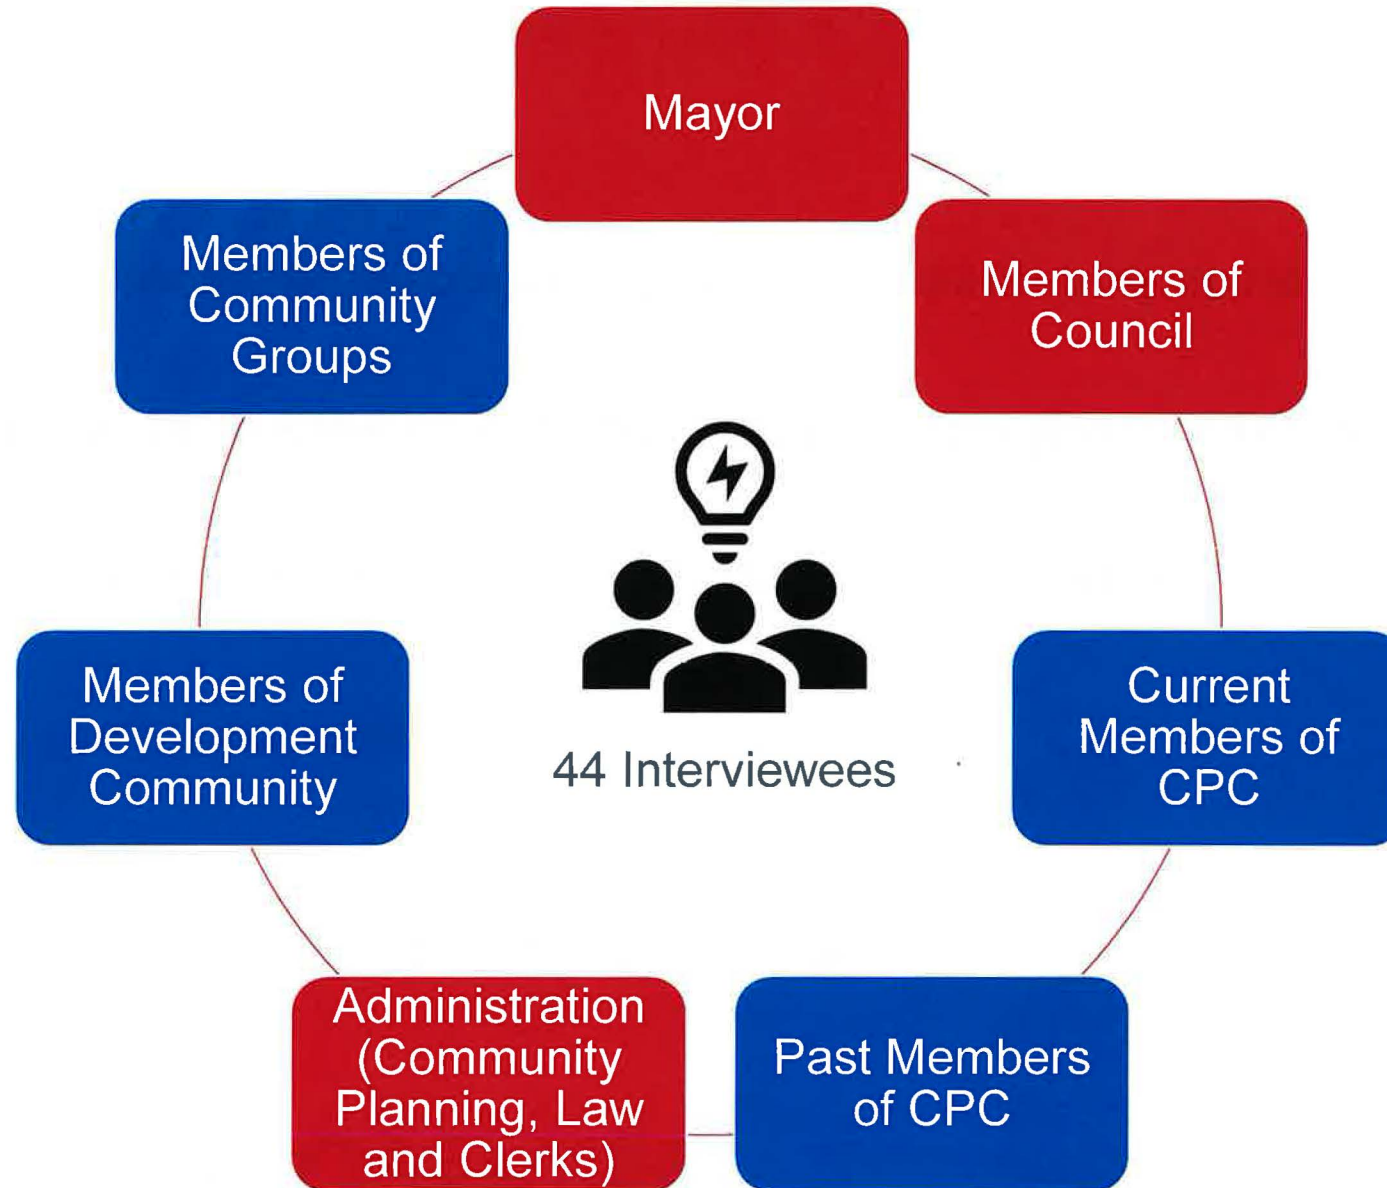 Mayor
Members of
Community
Groups
Members of
Council
Members of
Development
Community
44 Interviewees
Current
Members of
CPC
Administration
(Community
Planning, Law
and Clerks)
Past Members
of CPC